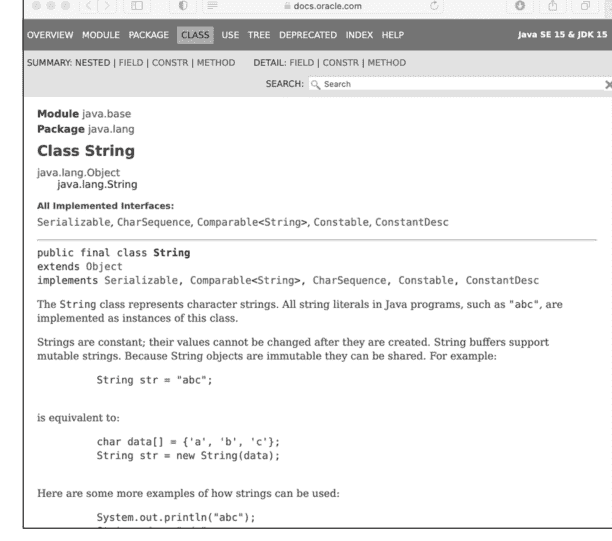 docs.oracle.com
OVERVIEW MODULE PACKAGE CLASS USE TREE DEPRECATED INDEX HELP Java SE 15 & JDK 15
SUMMARY: NESTED | FIELD | CONSTR | METHOD DETAIL: FIELD | CONSTR | METHOD
SEARCH: Search
Module java.base
Package java.lang
Class String
java.lang.Object
java.lang.String
All Implemented Interfaces:
Serializable, CharSequence, Comparable<String>, Constable, ConstantDesc
public final class String
extends Object
implements Serializable, Comparable<String>, CharSequence, Constable, ConstantDesc
The String class represents character strings. All string literals in Java programs, such as "abc", are
implemented as instances of this class.
Strings are constant; their values cannot be changed after they are created. String buffers support
mutable strings. Because String objects are immutable they can be shared. For example:
String str = "abc";
is equivalent to:
char data[] = {'a', 'b', 'c'};
String str = new String(data);
Here are some more examples of how strings can be used:
System.out.println("abc");